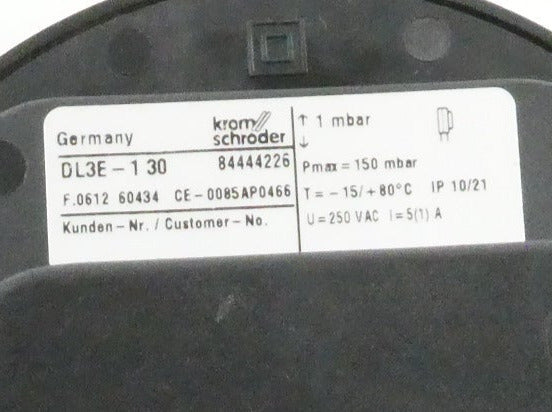 Germany
krom//
schroder
DL3E-1 30 84444226
F.0612 60434 CE-0085AP0466
Kunden-Nr. / Customer-No.
↑ 1 mbar
↓
Pmax = 150 mbar
T = -15/+80°C IP 10/21
U=250 VAC I=5(1) A